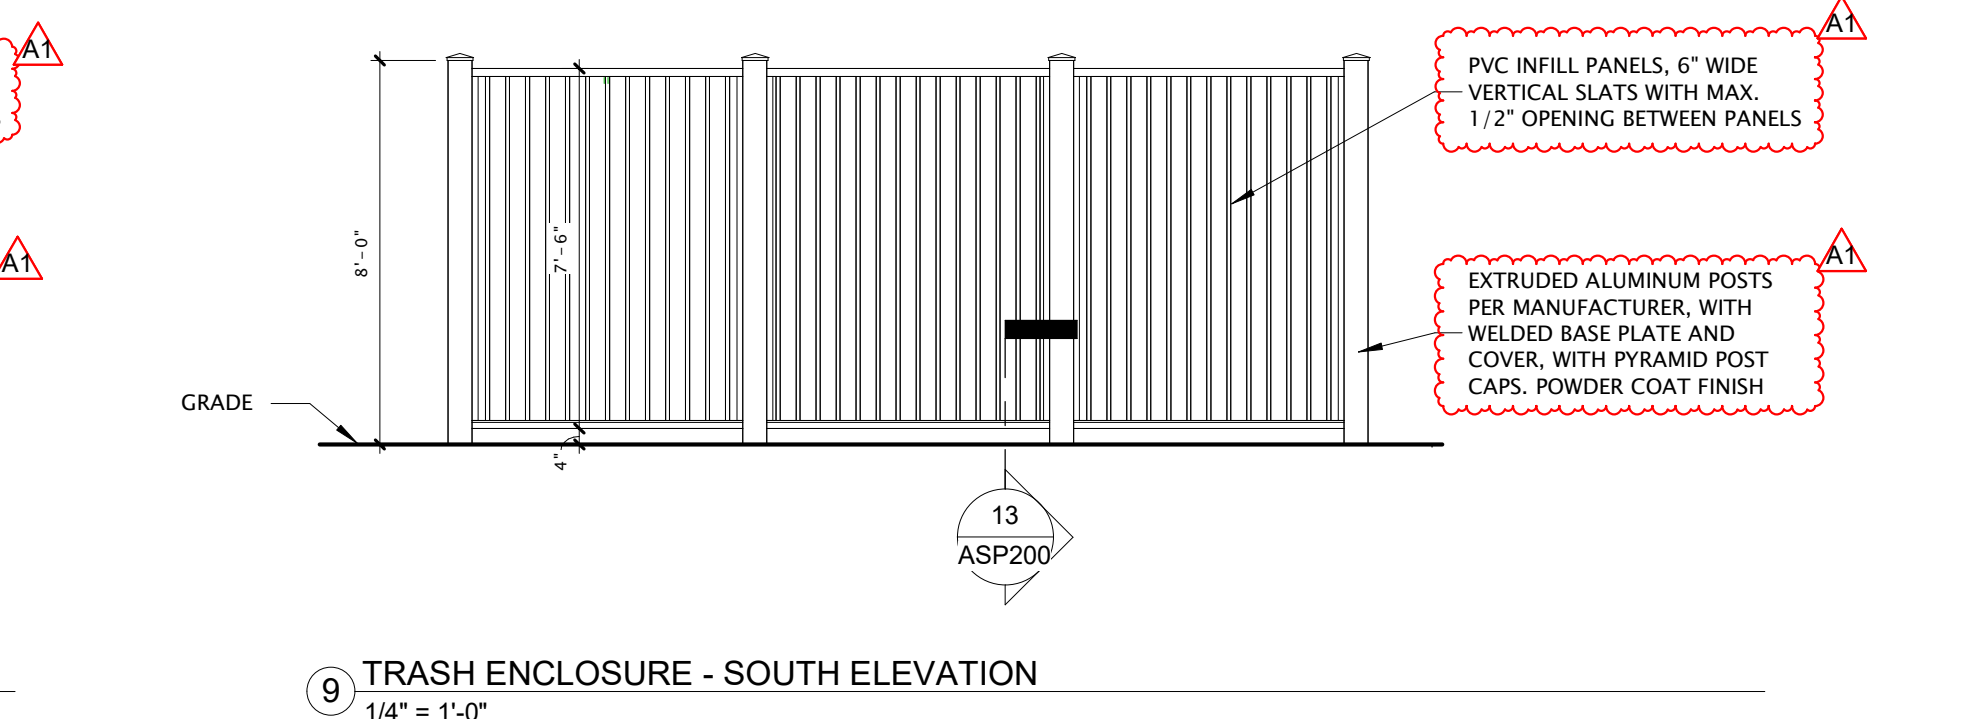 A1
A1
PVC INFILL PANELS, 6" WIDE
VERTICAL SLATS WITH MAX.
1/2" OPENING BETWEEN PANELS
8'-0"
7'-6"
A1
A1
EXTRUDED ALUMINUM POSTS
PER MANUFACTURER, WITH
WELDED BASE PLATE AND
COVER, WITH PYRAMID POST
CAPS. POWDER COAT FINISH
GRADE
4"
13
ASP200
9
TRASH ENCLOSURE - SOUTH ELEVATION
1/4" = 1'-0"